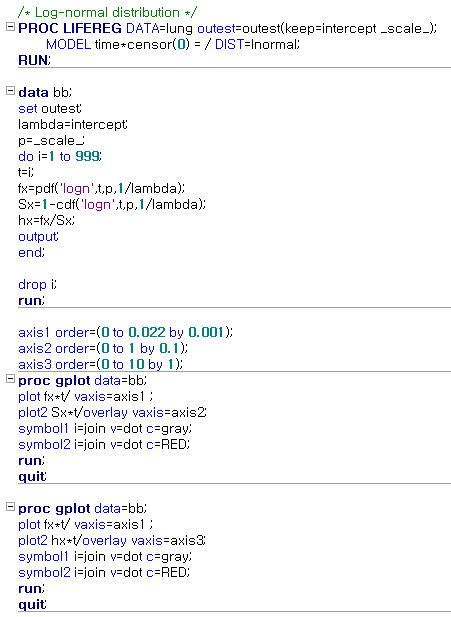 /* Log-normal distribution */
PROC LIFEREG DATA=lung outest=outest(keep=intercept _scale_);
MODEL time*censor(0) = / DIST=lnormal;
RUN;
data bb;
set outest;
lambda=intercept;
p=_scale_;
do i=1 to 999;
t=i;
fx=pdf('logn',t,p,1/lambda);
Sx=1-cdf('logn',t,p,1/lambda);
hx=fx/Sx;
output;
end;
drop i;
run;
axis1 order=(0 to 0.022 by 0.001);
axis2 order=(0 to 1 by 0.1);
axis3 order=(0 to 10 by 1);
proc gplot data=bb;
plot fx*t/ vaxis=axis1 ;
plot2 Sx*t/overlay vaxis=axis2;
symbol1 i=join v=dot c=gray;
symbol2 i=join v=dot c=RED;
run;
quit;
proc gplot data=bb;
plot fx*t/ vaxis=axis1 ;
plot2 hx*t/overlay vaxis=axis3;
symbol1 i=join v=dot c=gray;
symbol2 i=join v=dot c=RED;
run;
quit;